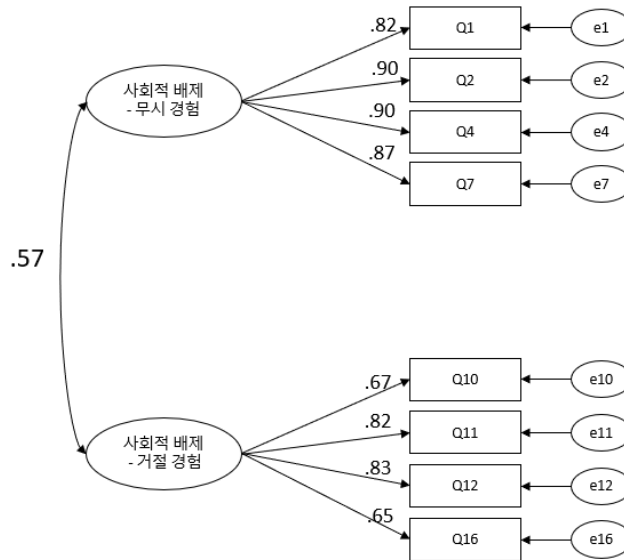 .82
Q1
e1
.90
Q2
e2
사회적 배제
- 무시 경험
.90
Q4
e4
.87
Q7
e7
.57
.67
Q10
e10
.82
Q11
e11
사회적 배제
- 거절 경험
.83
Q12
e12
.65
Q16
e16